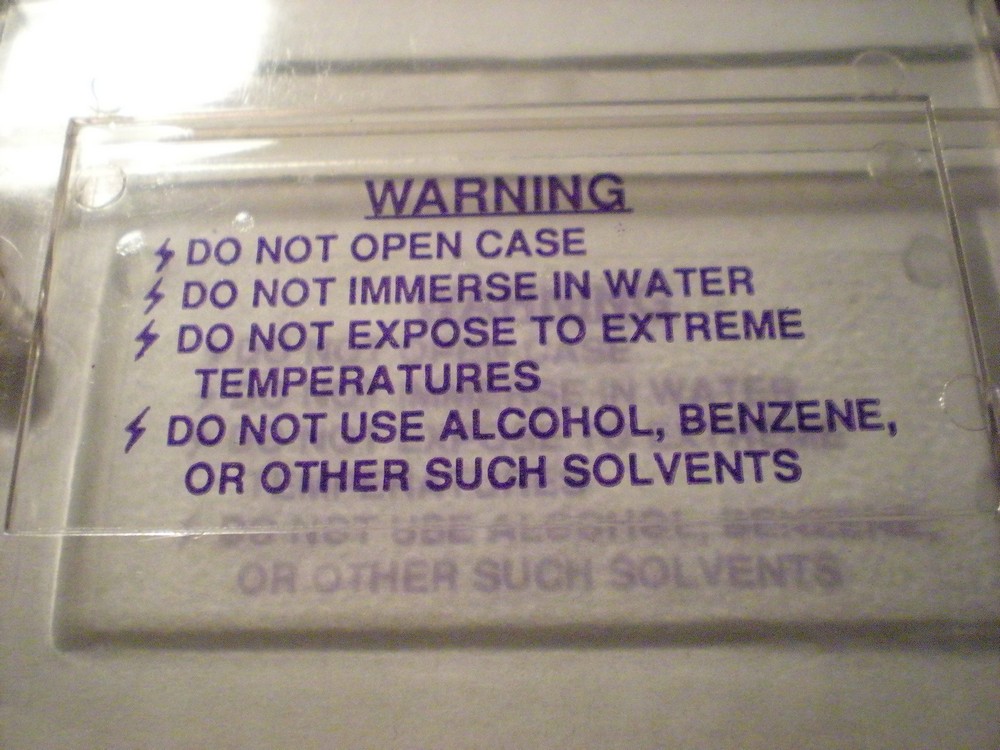 WARNING
DO NOT OPEN CASE
DO NOT IMMERSE IN WATER
DO NOT EXPOSE TO EXTREME
TEMPERATURES
DO NOT USE ALCOHOL, BENZENE,
OR OTHER SUCH SOLVENTS